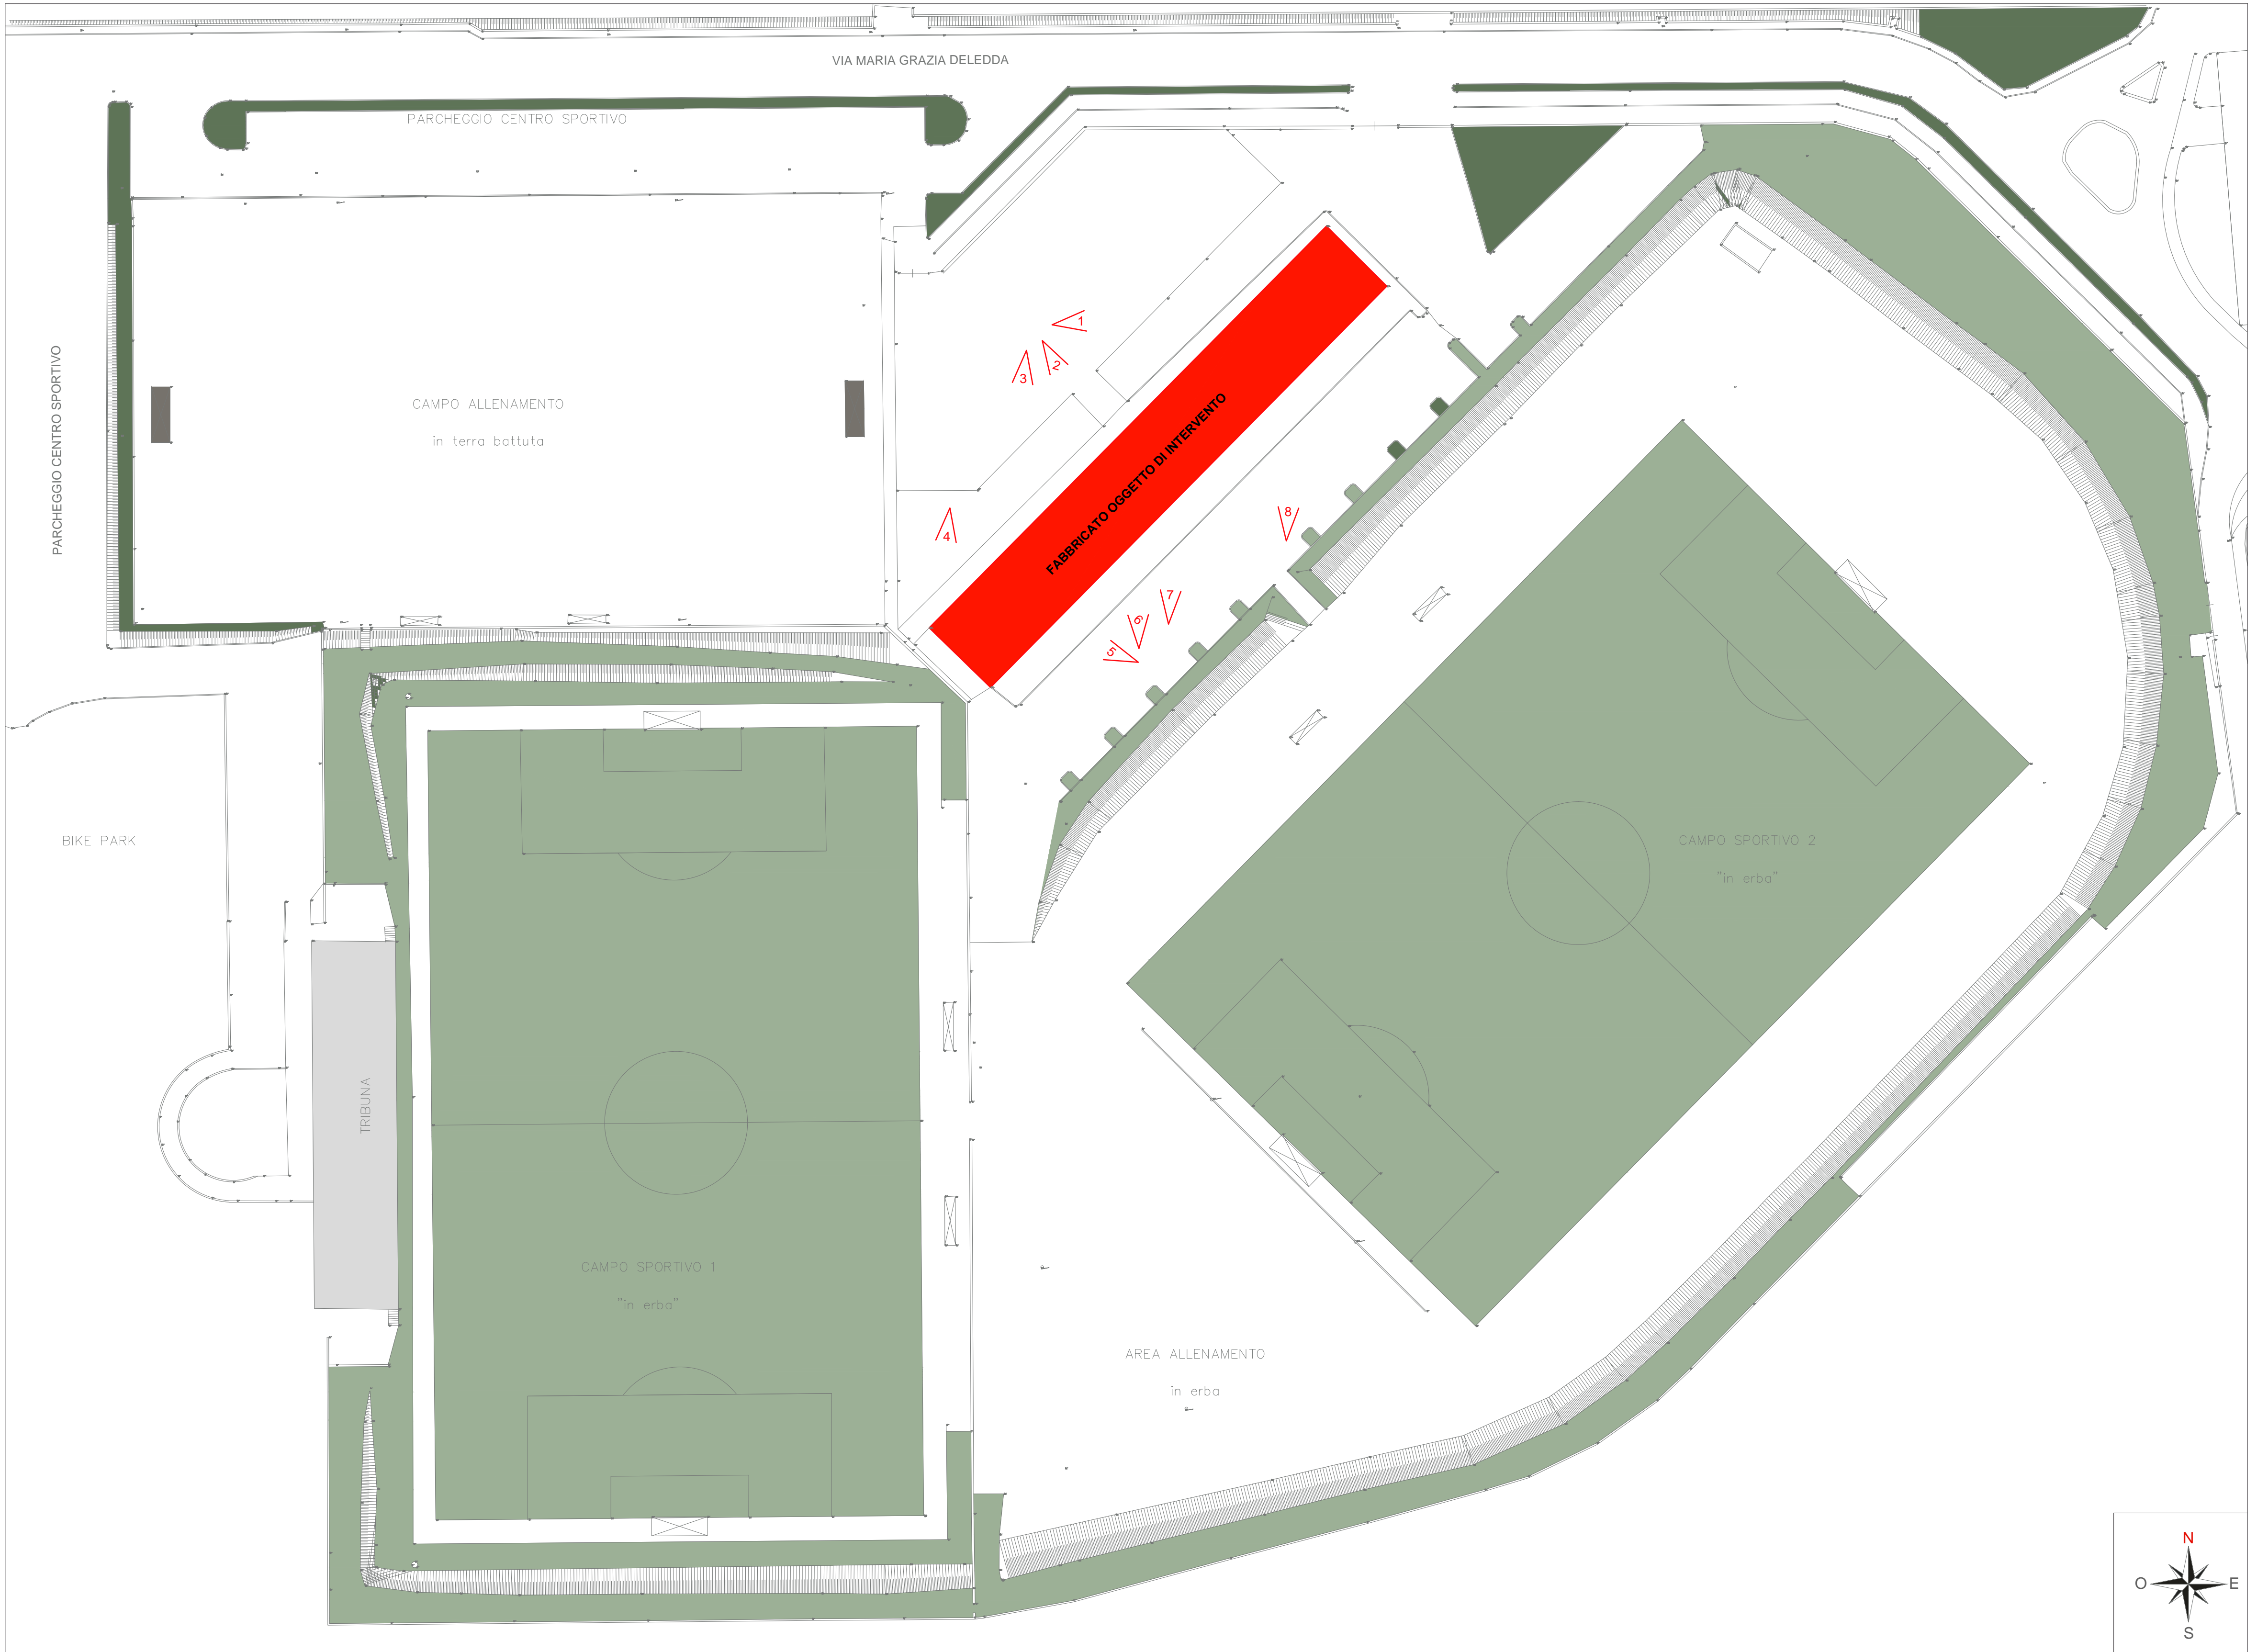 VIA MARIA GRAZIA DELEDDA
PARCHEGGIO CENTRO SPORTIVO
PARCHEGGIO CENTRO SPORTIVO
CAMPO ALLENAMENTO
in terra battuta
1
2
3
4
FABBRICATO OGGETTO DI INTERVENTO
8
7
6
5
BIKE PARK
TRIBUNA
CAMPO SPORTIVO 2
"in erba"
CAMPO SPORTIVO 1
"in erba"
AREA ALLENAMENTO
in erba
N
O
E
S